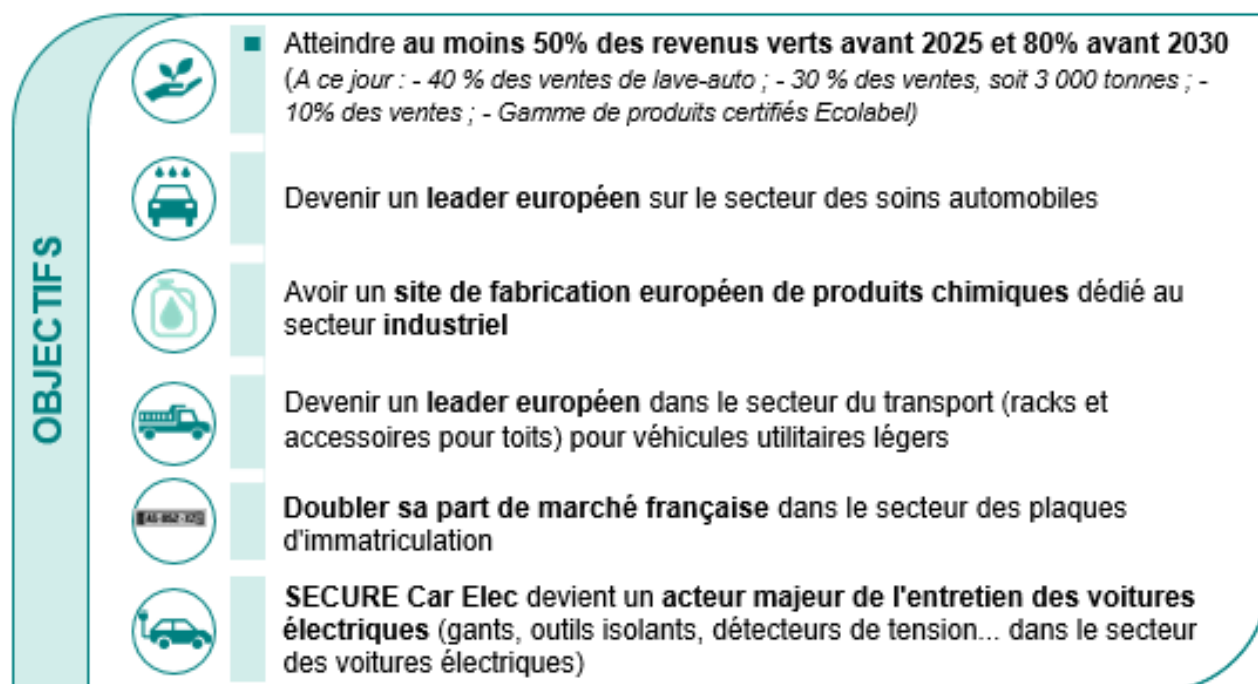 OBJECTIFS
Atteindre au moins 50% des revenus verts avant 2025 et 80% avant 2030
(A ce jour : - 40 % des ventes de lave-auto ; - 30 % des ventes, soit 3 000 tonnes ; -
10% des ventes ; - Gamme de produits certifiés Ecolabel)
Devenir un leader européen sur le secteur des soins automobiles
Avoir un site de fabrication européen de produits chimiques dédié au
secteur industriel
Devenir un leader européen dans le secteur du transport (racks et
accessoires pour toits) pour véhicules utilitaires légers
Doubler sa part de marché française dans le secteur des plaques
d'immatriculation
SECURE Car Elec devient un acteur majeur de l'entretien des voitures
électriques (gants, outils isolants, détecteurs de tension... dans le secteur
des voitures électriques)